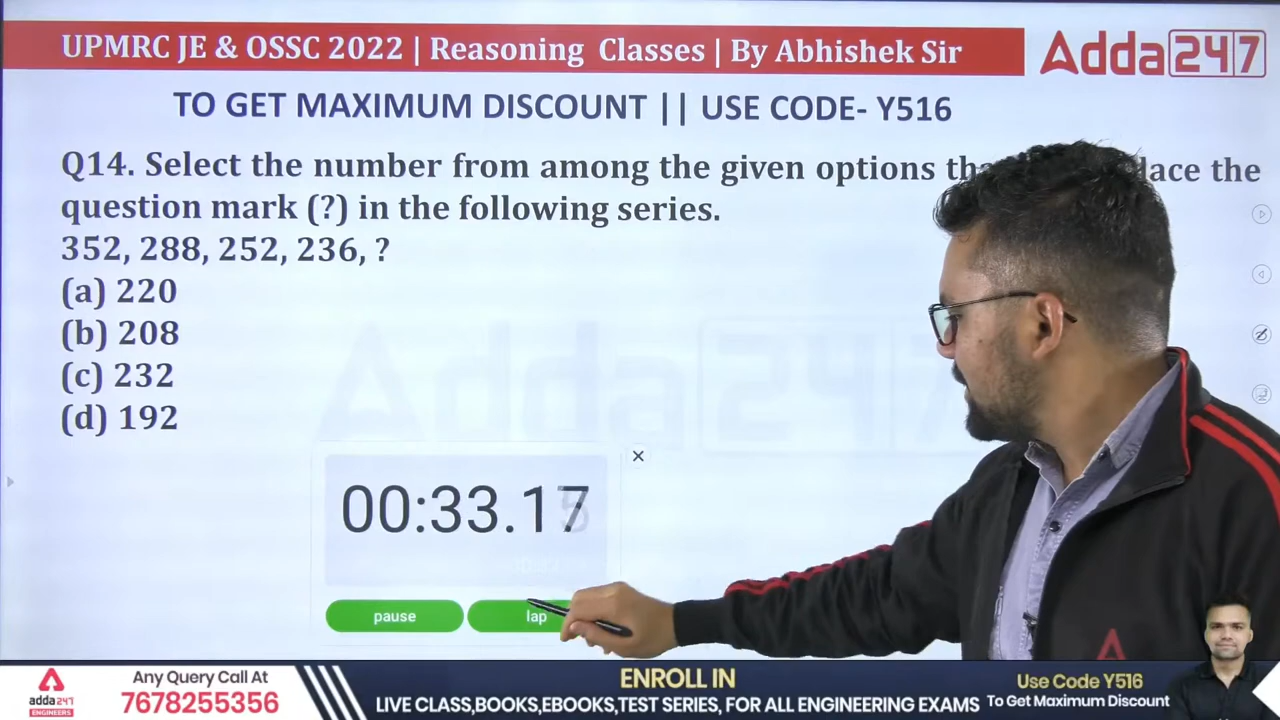 UPMRC JE & OSSC 2022 | Reasoning Classes | By Abhishek Sir
Adda247
TO GET MAXIMUM DISCOUNT || USE CODE- Y516
Q14. Select the number from among the given options the
question mark (?) in the following series.
352, 288, 252, 236, ?
(a) 220
(b) 208
(c) 232
(d) 192
00:33.17
pause
lap
adda247
ENGINEERS
Any Query Call At
7678255356
ENROLL IN
LIVE CLASS,BOOKS,EBOOKS,TEST SERIES, FOR ALL ENGINEERING EXAMS
Use Code Y516
To Get Maximum Discount